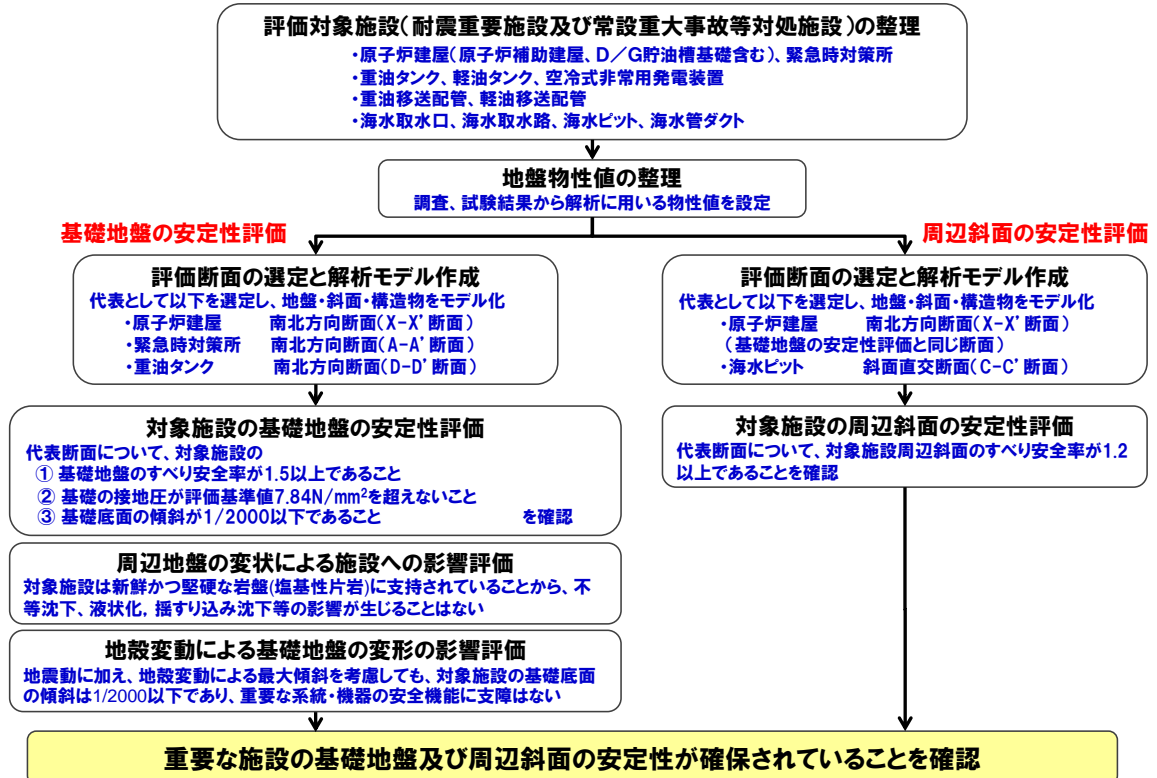 評価対象施設(耐震重要施設及び常設重大事故等対処施設)の整理
・原子炉建屋(原子炉補助建屋、D/G貯油槽基礎含む)、緊急時対策所
・重油タンク、軽油タンク、空冷式非常用発電装置
・重油移送配管、軽油移送配管
・海水取水口、海水取水路、海水ピット、海水管ダクト
地盤物性値の整理
調査、試験結果から解析に用いる物性値を設定
基礎地盤の安定性評価
評価断面の選定と解析モデル作成
代表として以下を選定し、地盤・斜面・構造物をモデル化
・原子炉建屋 南北方向断面(X-X'断面)
・緊急時対策所 南北方向断面(A-A'断面)
・重油タンク 南北方向断面(D-D'断面)
対象施設の基礎地盤の安定性評価
代表断面について、対象施設の
① 基礎地盤のすべり安全率が1.5以上であること
② 基礎の接地圧が評価基準値7.84N/mm²を超えないこと
③ 基礎底面の傾斜が1/2000以下であること を確認
周辺地盤の変状による施設への影響評価
対象施設は新鮮かつ堅硬な岩盤(塩基性片岩)に支持されていることから、不
等沈下、液状化,揺すり込み沈下等の影響が生じることはない
地殻変動による基礎地盤の変形の影響評価
地震動に加え、地殻変動による最大傾斜を考慮しても、対象施設の基礎底面
の傾斜は1/2000以下であり、重要な系統・機器の安全機能に支障はない
周辺斜面の安定性評価
評価断面の選定と解析モデル作成
代表として以下を選定し、地盤・斜面・構造物をモデル化
・原子炉建屋 南北方向断面(X-X'断面)
(基礎地盤の安定性評価と同じ断面)
・海水ピット 斜面直交断面(C-C'断面)
対象施設の周辺斜面の安定性評価
代表断面について、対象施設周辺斜面のすべり安全率が1.2
以上であることを確認
重要な施設の基礎地盤及び周辺斜面の安定性が確保されていることを確認